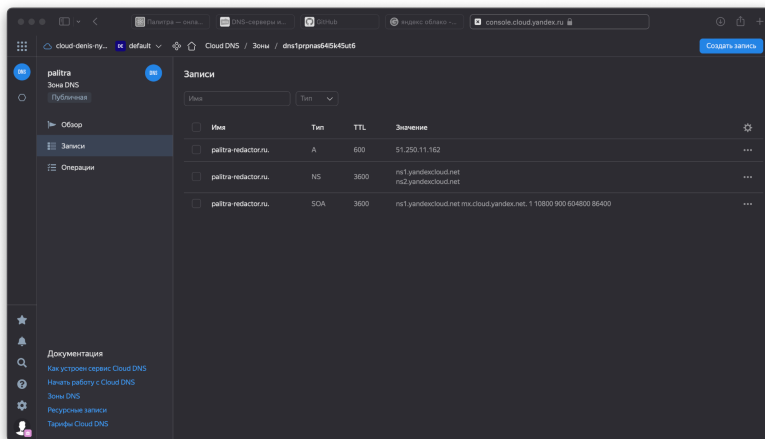 Палитра — онла...
DNS-серверы и...
GitHub
яндекс облако -...
console.cloud.yandex.ru
cloud-denis-ny...
DE
default
Cloud DNS / Зоны / dns1prpnas64l5k45ut6
Создать запись
DNS
palitra
DNS
Зона DNS
Публичная
Обзор
Записи
Операции
Записи
Имя
Тип
Имя Тип TTL Значение
palitra-redactor.ru. A 600 51.250.11.162
palitra-redactor.ru. NS 3600 ns1.yandexcloud.net
ns2.yandexcloud.net
palitra-redactor.ru. SOA 3600 ns1.yandexcloud.net mx.cloud.yandex.net. 1 10800 900 604800 86400
Документация
Как устроен сервис Cloud DNS
Начать работу с Cloud DNS
Зоны DNS
Ресурсные записи
Тарифы Cloud DNS